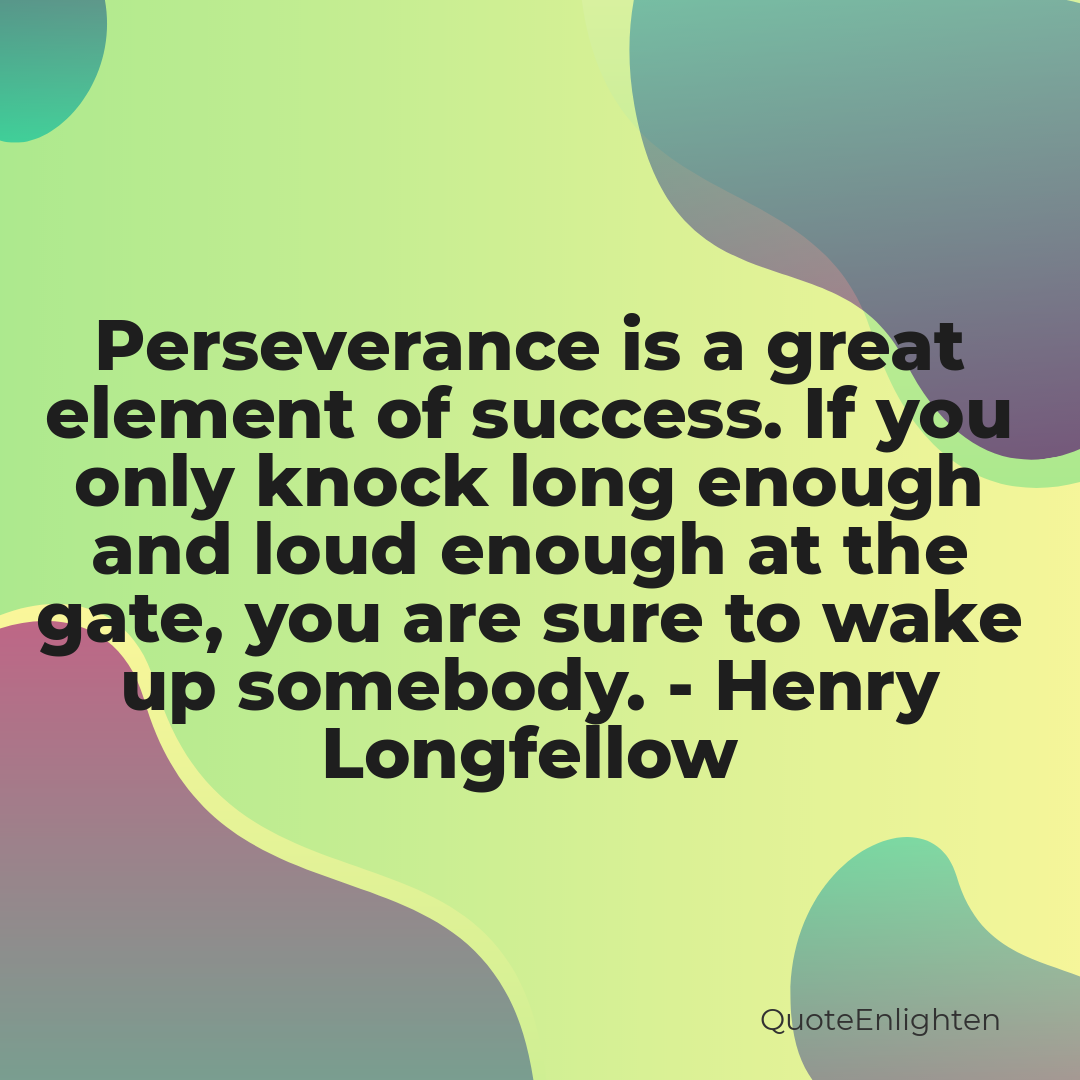 Perseverance is a great
element of success. If you
only knock long enough
and loud enough at the
gate, you are sure to wake
up somebody. - Henry
Longfellow
QuoteEnlighten